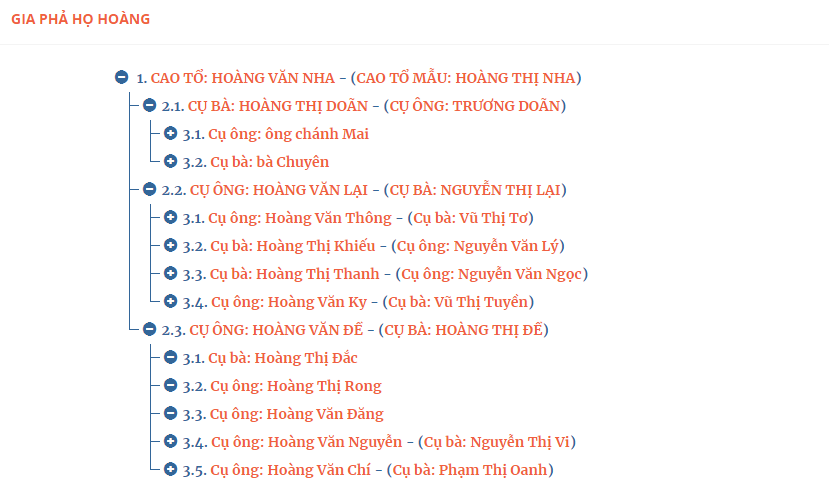 GIA PHẢ HỌ HOÀNG
1. CAO TỔ: HOÀNG VĂN NHA - (CAO TỔ MẪU: HOÀNG THỊ NHA)
2.1. CỤ BÀ: HOÀNG THỊ DOÃN - (CỤ ÔNG: TRƯƠNG DOÃN)
3.1. Cụ ông: ông chánh Mai
3.2. Cụ bà: bà Chuyên
2.2. CỤ ÔNG: HOÀNG VĂN LẠI - (CỤ BÀ: NGUYỄN THỊ LẠI)
3.1. Cụ ông: Hoàng Văn Thông - (Cụ bà: Vũ Thị Tơ)
3.2. Cụ bà: Hoàng Thị Khiếu - (Cụ ông: Nguyễn Văn Lý)
3.3. Cụ bà: Hoàng Thị Thanh - (Cụ ông: Nguyễn Văn Ngọc)
3.4. Cụ ông: Hoàng Văn Ky - (Cụ bà: Vũ Thị Tuyển)
2.3. CỤ ÔNG: HOÀNG VĂN ĐỂ - (CỤ BÀ: HOÀNG THỊ ĐỂ)
3.1. Cụ bà: Hoàng Thị Đắc
3.2. Cụ ông: Hoàng Thị Rong
3.3. Cụ ông: Hoàng Văn Đăng
3.4. Cụ ông: Hoàng Văn Nguyễn - (Cụ bà: Nguyễn Thị Vi)
3.5. Cụ ông: Hoàng Văn Chí - (Cụ bà: Phạm Thị Oanh)